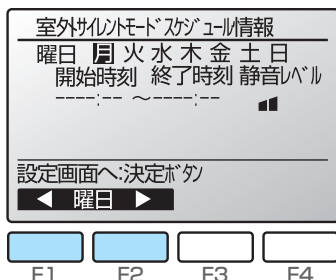 室外ｻｲﾚﾝﾄﾓｰﾄﾞ ｽｹｼﾞｭｰﾙ情報
曜日 月 火 水 木 金 土 日
開始時刻 終了時刻 静音ﾚﾍﾞﾙ
----:-- ～----:--
設定画面へ:決定ﾎﾞﾀﾝ
◀ 曜日 ▶
F1 F2 F3 F4